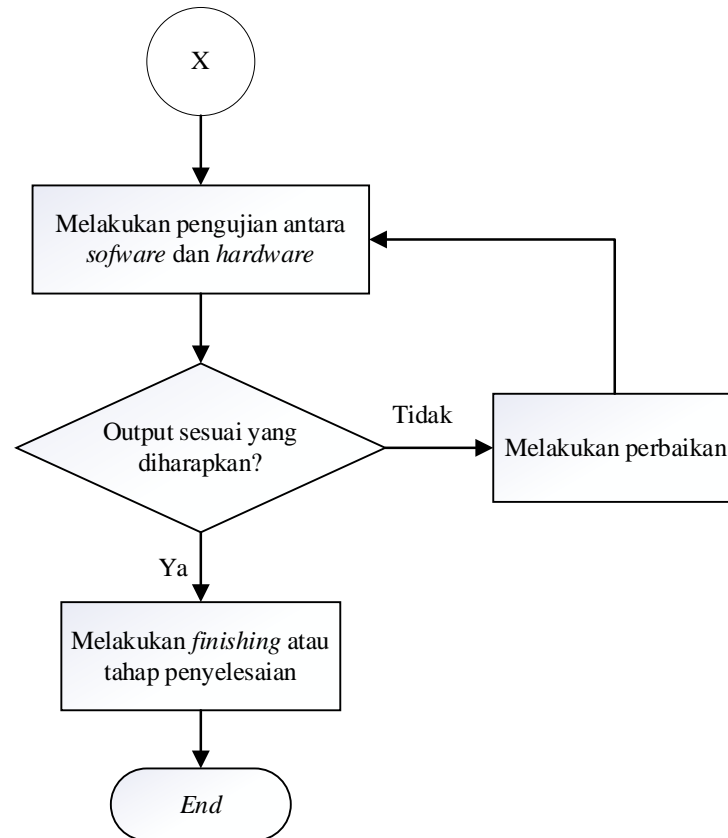 X
Melakukan pengujian antara
sofware dan hardware
Output sesuai yang
diharapkan?
Tidak
Melakukan perbaikan
Ya
Melakukan finishing atau
tahap penyelesaian
End